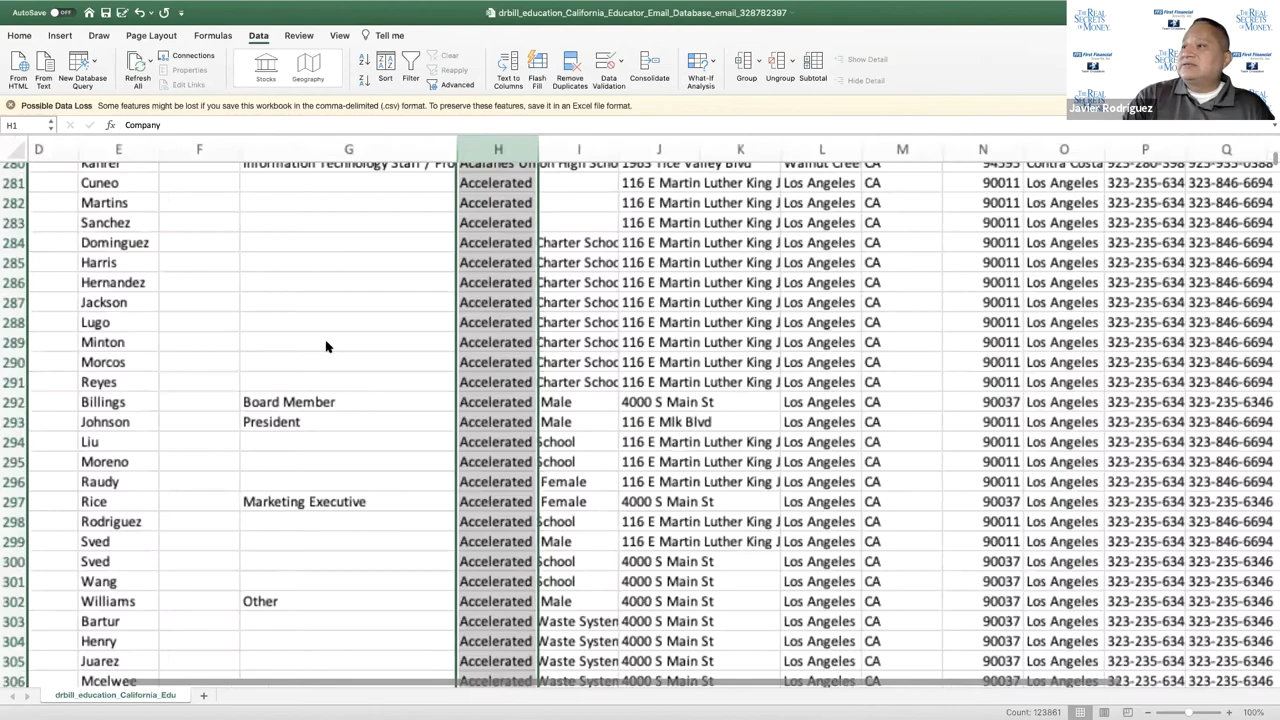 AutoSave OFF drbill_education_California_Educator_Email_Database_email_328782397
Home Insert Draw Page Layout Formulas Data Review View Tell me
From HTML From Text New Database Query Refresh All Connections Properties Edit Links Stocks Geography Sort Filter Clear Reapply Advanced Text to Columns Flash Fill Remove Duplicates Data Validation Consolidate What-If Analysis Group Ungroup Subtotal Show Detail Hide Detail
THE REAL SECRETS OF MONEY
First Financial
Javier Rodriguez
Possible Data Loss Some features might be lost if you save this workbook in the comma-delimited (.csv) format. To preserve these features, save it in an Excel file format.
H1 fx Company
D E F G H I J K L M N O P Q
280 Kahrer Information Technology Staff / Pro Acalanes Union High Scho 1963 Tice Valley Blvd Walnut Cree CA 94595 Contra Costa 925-280-398 925-935-0388
281 Cuneo Accelerated 116 E Martin Luther King J Los Angeles CA 90011 Los Angeles 323-235-634 323-846-6694
282 Martins Accelerated 116 E Martin Luther King J Los Angeles CA 90011 Los Angeles 323-235-634 323-846-6694
283 Sanchez Accelerated 116 E Martin Luther King J Los Angeles CA 90011 Los Angeles 323-235-634 323-846-6694
284 Dominguez Accelerated Charter Schoo 116 E Martin Luther King J Los Angeles CA 90011 Los Angeles 323-235-634 323-846-6694
285 Harris Accelerated Charter Schoo 116 E Martin Luther King J Los Angeles CA 90011 Los Angeles 323-235-634 323-846-6694
286 Hernandez Accelerated Charter Schoo 116 E Martin Luther King J Los Angeles CA 90011 Los Angeles 323-235-634 323-846-6694
287 Jackson Accelerated Charter Schoo 116 E Martin Luther King J Los Angeles CA 90011 Los Angeles 323-235-634 323-846-6694
288 Lugo Accelerated Charter Schoo 116 E Martin Luther King J Los Angeles CA 90011 Los Angeles 323-235-634 323-846-6694
289 Minton Accelerated Charter Schoo 116 E Martin Luther King J Los Angeles CA 90011 Los Angeles 323-235-634 323-846-6694
290 Morcos Accelerated Charter Schoo 116 E Martin Luther King J Los Angeles CA 90011 Los Angeles 323-235-634 323-846-6694
291 Reyes Accelerated Charter Schoo 116 E Martin Luther King J Los Angeles CA 90011 Los Angeles 323-235-634 323-846-6694
292 Billings Board Member Accelerated Male 4000 S Main St Los Angeles CA 90037 Los Angeles 323-235-634 323-235-6346
293 Johnson President Accelerated Male 116 E Mlk Blvd Los Angeles CA 90011 Los Angeles 323-235-634 323-846-6694
294 Liu Accelerated School 116 E Martin Luther King J Los Angeles CA 90011 Los Angeles 323-235-634 323-846-6694
295 Moreno Accelerated School 116 E Martin Luther King J Los Angeles CA 90011 Los Angeles 323-235-634 323-846-6694
296 Raudy Accelerated Female 116 E Martin Luther King J Los Angeles CA 90011 Los Angeles 323-235-634 323-846-6694
297 Rice Marketing Executive Accelerated Female 4000 S Main St Los Angeles CA 90037 Los Angeles 323-235-634 323-235-6346
298 Rodriguez Accelerated School 116 E Martin Luther King J Los Angeles CA 90011 Los Angeles 323-235-634 323-846-6694
299 Sved Accelerated Male 116 E Martin Luther King J Los Angeles CA 90011 Los Angeles 323-235-634 323-846-6694
300 Sved Accelerated School 4000 S Main St Los Angeles CA 90037 Los Angeles 323-235-634 323-235-6346
301 Wang Accelerated School 4000 S Main St Los Angeles CA 90037 Los Angeles 323-235-634 323-235-6346
302 Williams Other Accelerated Male 4000 S Main St Los Angeles CA 90037 Los Angeles 323-235-634 323-235-6346
303 Bartur Accelerated Waste System 4000 S Main St Los Angeles CA 90037 Los Angeles 323-235-634 323-235-6346
304 Henry Accelerated Waste System 4000 S Main St Los Angeles CA 90037 Los Angeles 323-235-634 323-235-6346
305 Juarez Accelerated Waste System 4000 S Main St Los Angeles CA 90037 Los Angeles 323-235-634 323-235-6346
306 Mcelwee Accelerated Waste System 4000 S Main St Los Angeles CA 90037 Los Angeles 323-235-634 323-235-6346
drbill_education_California_Edu
Count: 123861 100%